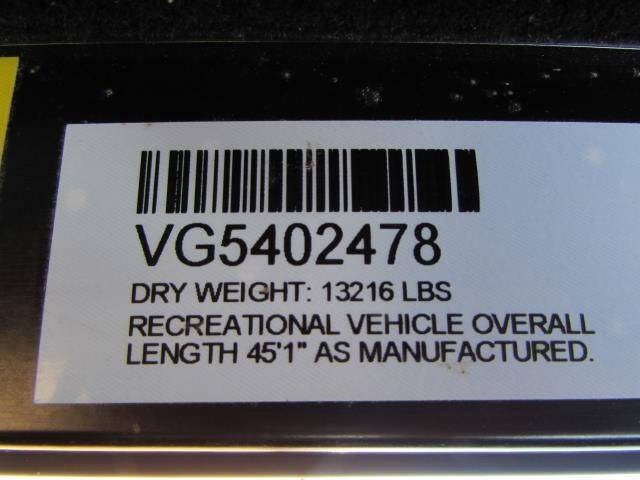 VG5402478
DRY WEIGHT: 13216 LBS
RECREATIONAL VEHICLE OVERALL
LENGTH 45'1" AS MANUFACTURED.